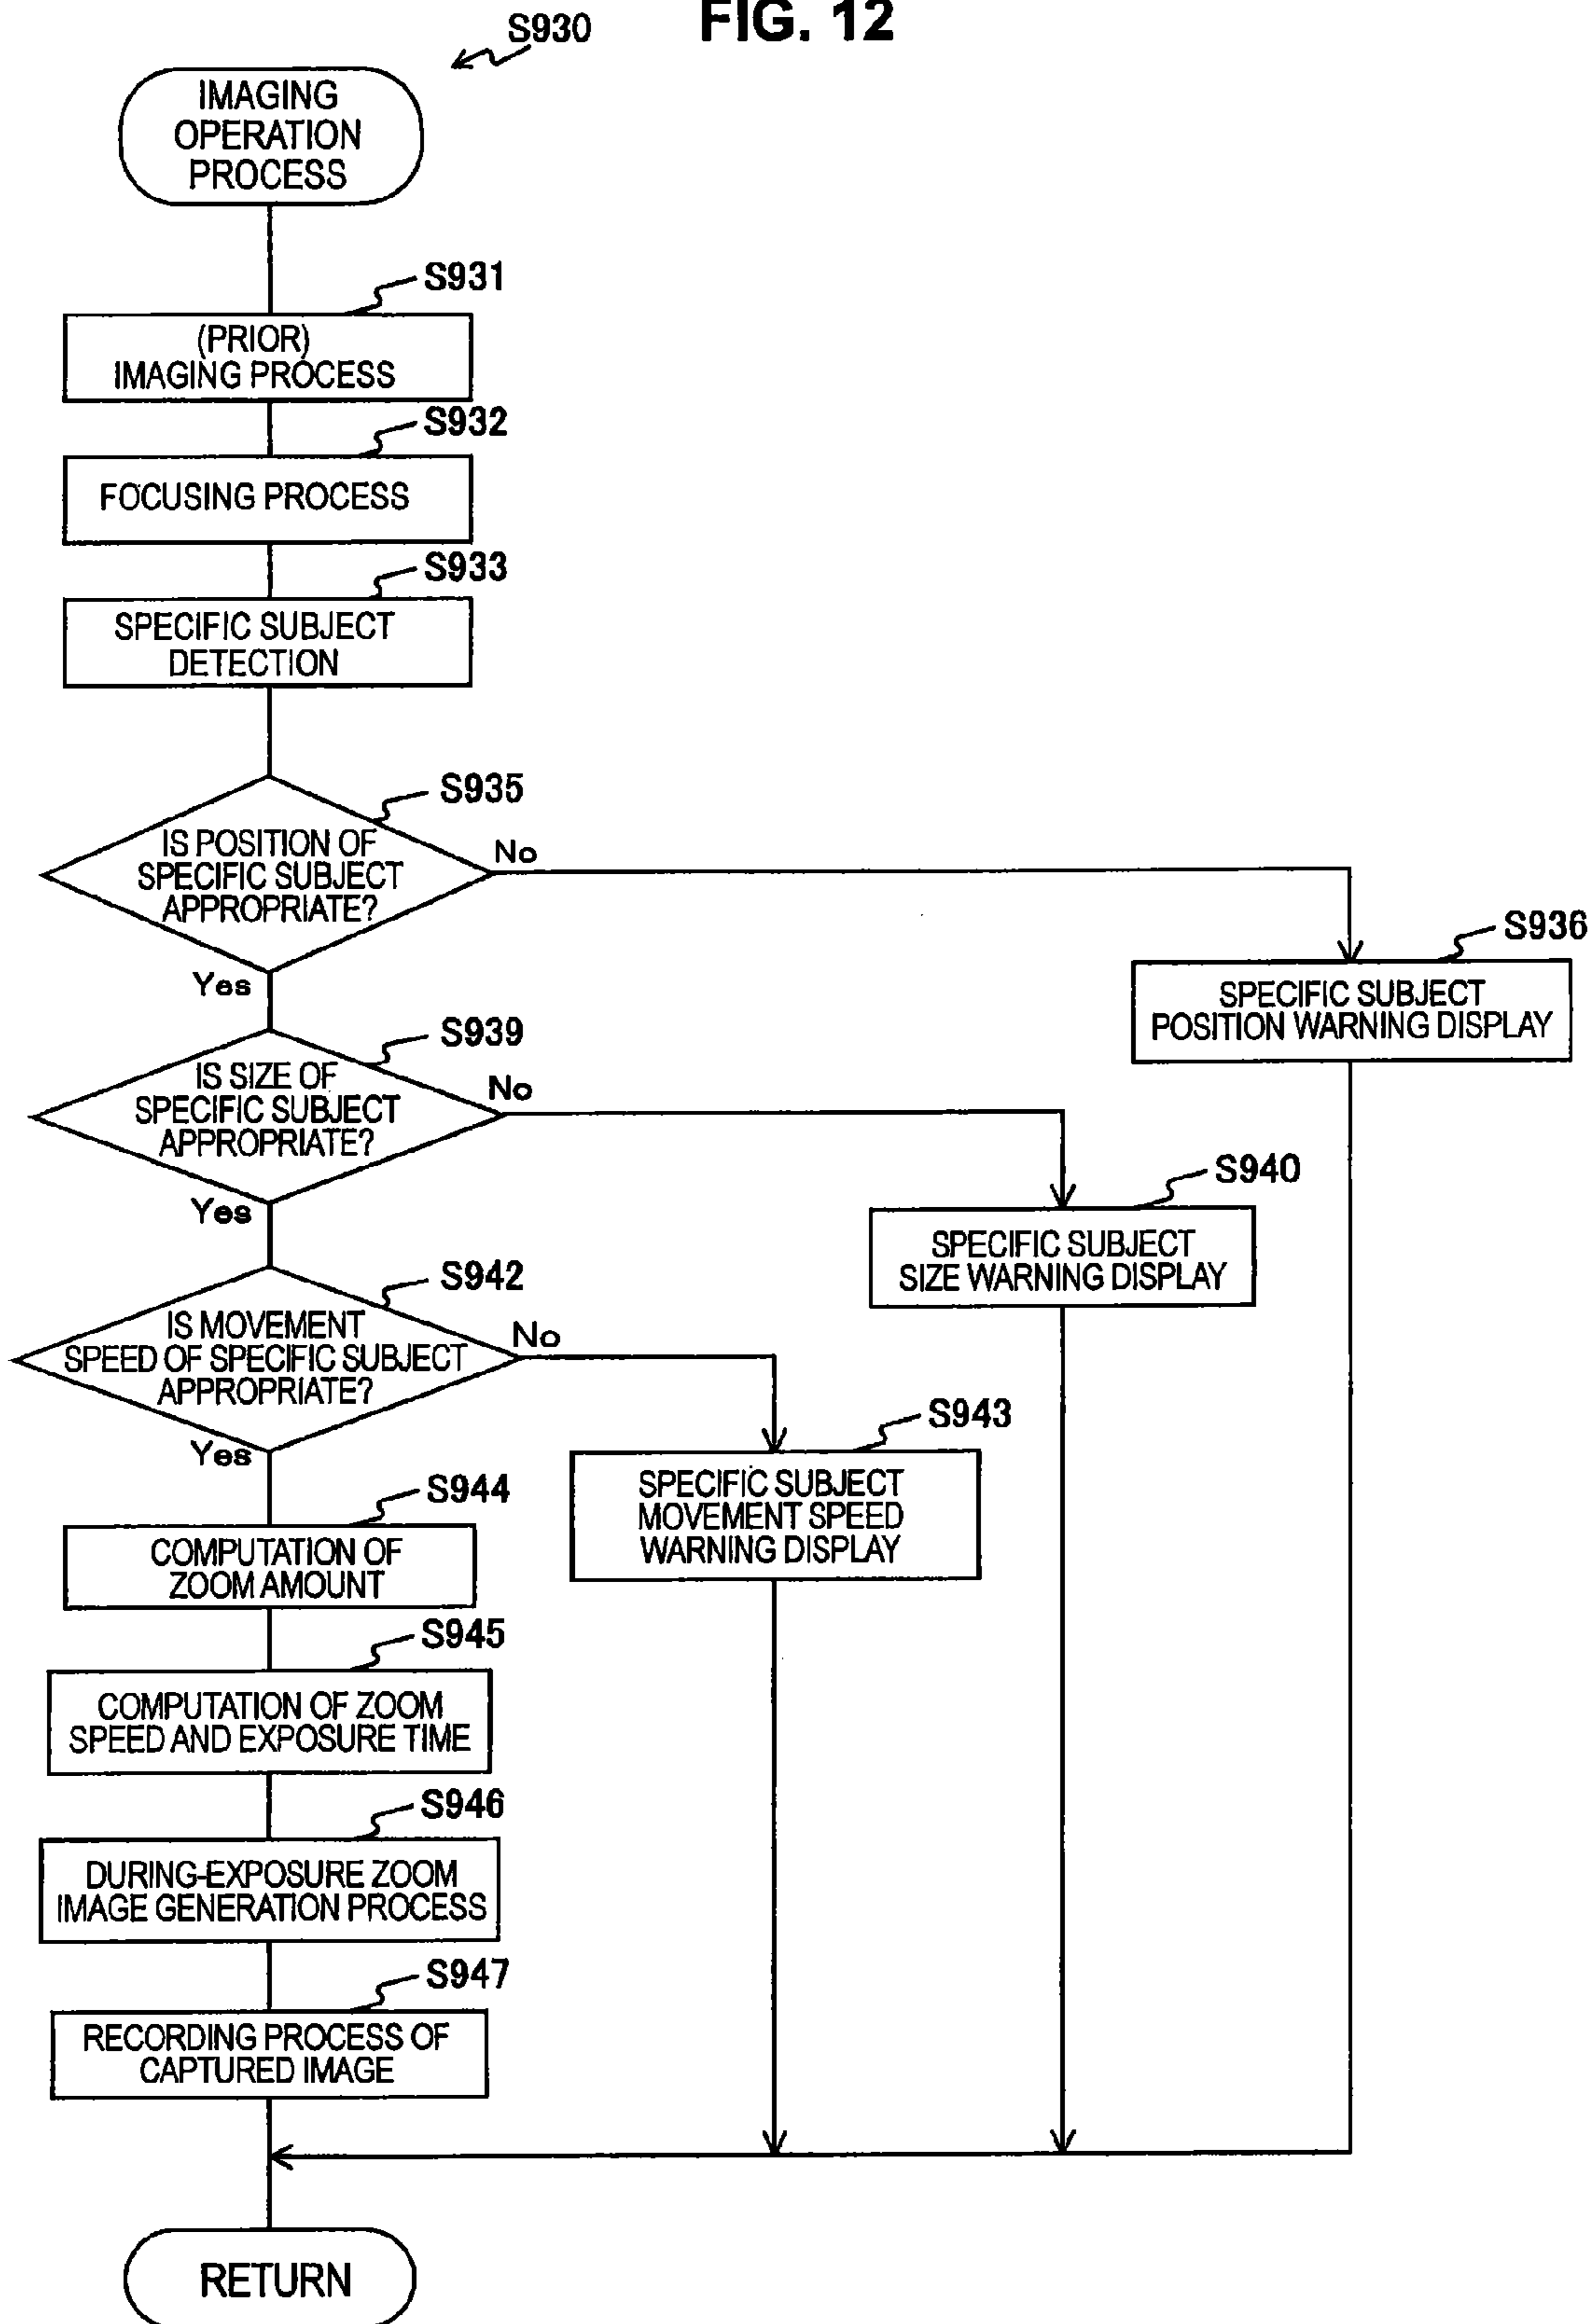 FIG. 12
S930
IMAGING
OPERATION
PROCESS
S931
(PRIOR)
IMAGING PROCESS
S932
FOCUSING PROCESS
S933
SPECIFIC SUBJECT
DETECTION
S935
IS POSITION OF
SPECIFIC SUBJECT
APPROPRIATE?
No
Yes
S936
SPECIFIC SUBJECT
POSITION WARNING DISPLAY
S939
IS SIZE OF
SPECIFIC SUBJECT
APPROPRIATE?
No
Yes
S940
SPECIFIC SUBJECT
SIZE WARNING DISPLAY
S942
IS MOVEMENT
SPEED OF SPECIFIC SUBJECT
APPROPRIATE?
No
Yes
S943
SPECIFIC SUBJECT
MOVEMENT SPEED
WARNING DISPLAY
S944
COMPUTATION OF
ZOOM AMOUNT
S945
COMPUTATION OF ZOOM
SPEED AND EXPOSURE TIME
S946
DURING-EXPOSURE ZOOM
IMAGE GENERATION PROCESS
S947
RECORDING PROCESS OF
CAPTURED IMAGE
RETURN